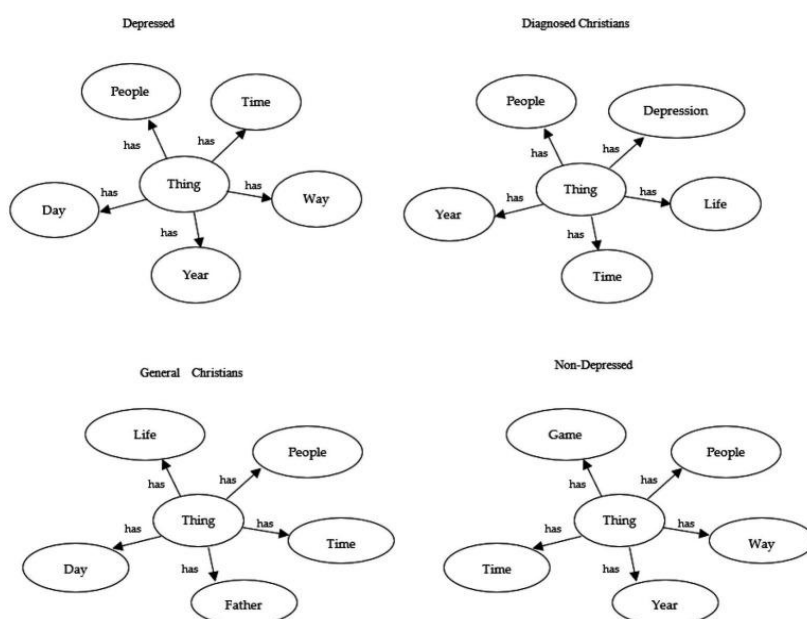 Depressed
People
Time
has
has
Thing
has
Way
has
Day
has
Year
Diagnosed Christians
People
Depression
has
has
Thing
has
Life
has
Year
has
Time
General Christians
Life
People
has
has
Thing
has
Time
has
Day
has
Father
Non-Depressed
Game
People
has
has
Thing
has
Way
has
Time
has
Year